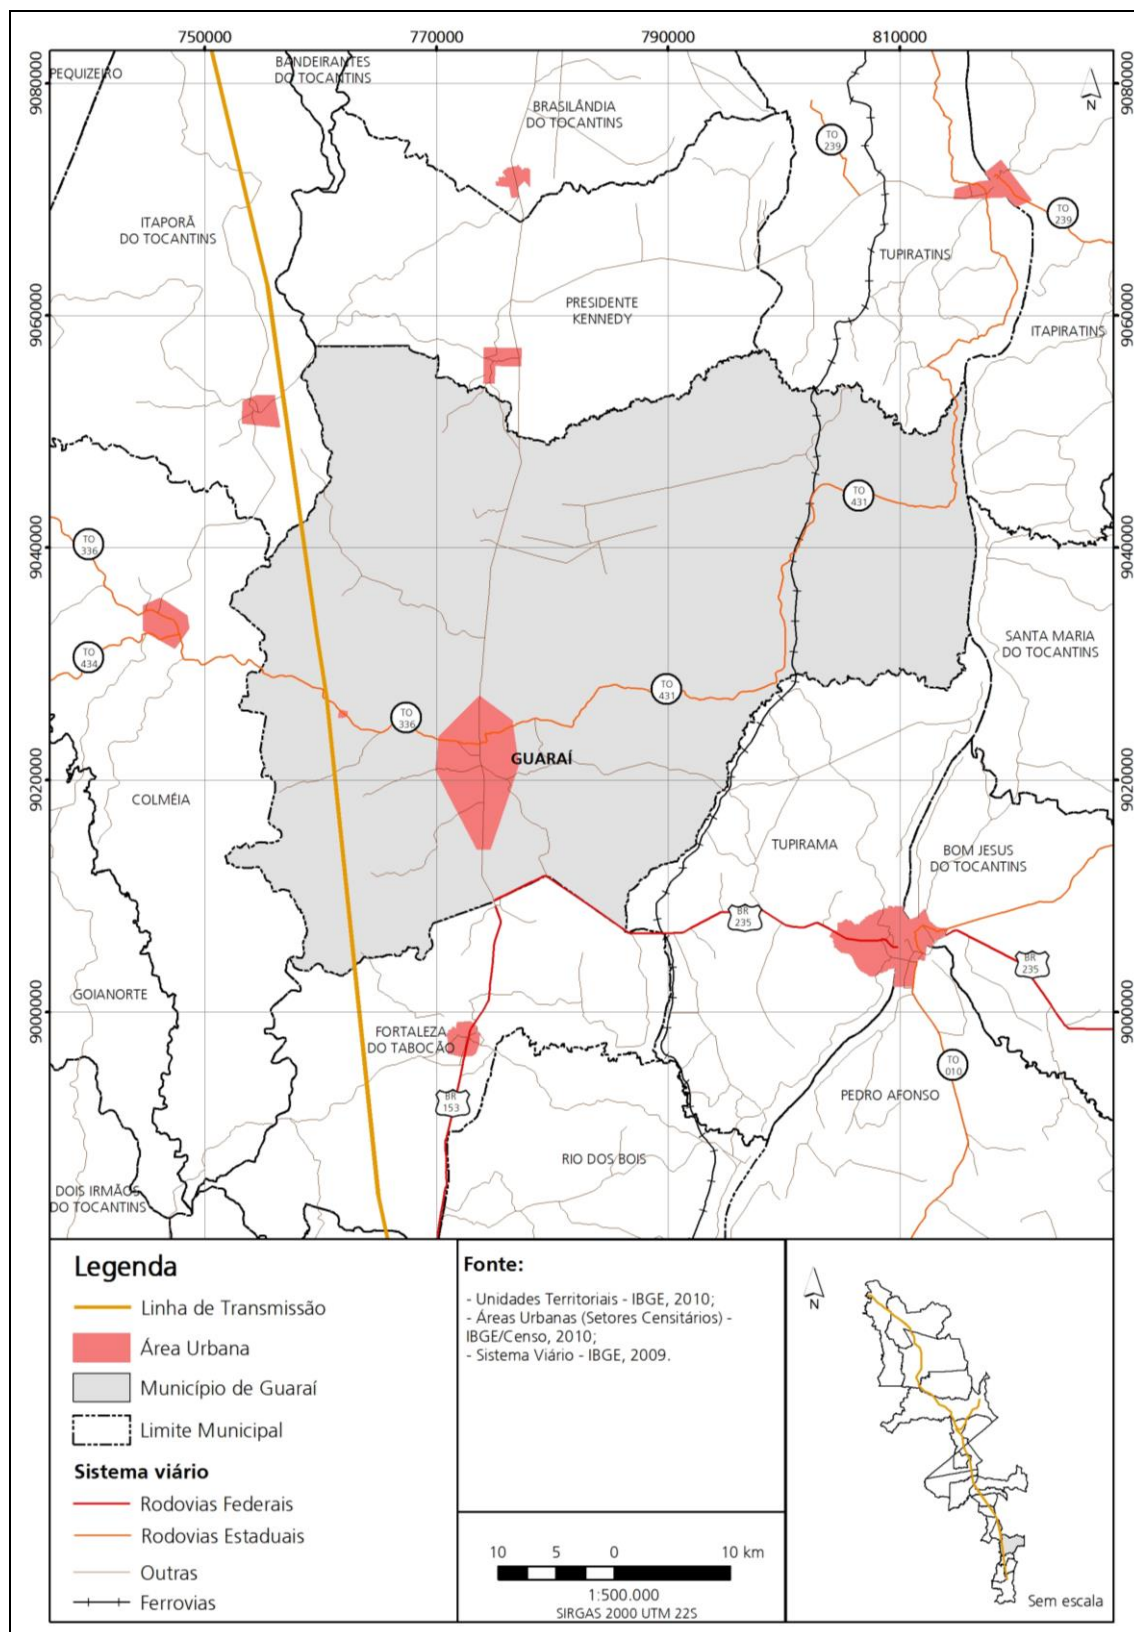 750000
770000
790000
810000
9080000
9080000
PEQUIZEIRO
BANDEIRANTES
DO TOCANTINS
BRASILÂNDIA
DO TOCANTINS
N
TO
239
TO
239
ITAPORÃ
DO TOCANTINS
TUPIRATINS
PRESIDENTE
KENNEDY
ITAPIRATINS
9060000
9060000
TO
431
TO
336
9040000
9040000
TO
434
SANTA MARIA
DO TOCANTINS
TO
431
TO
336
GUARAÍ
9020000
9020000
COLMÉIA
TUPIRAMA
BOM JESUS
DO TOCANTINS
BR
235
BR
235
GOIANORTE
9000000
9000000
FORTALEZA
DO TABOCÃO
TO
010
BR
153
PEDRO AFONSO
RIO DOS BOIS
DOIS IRMÃOS
DO TOCANTINS
Legenda
Linha de Transmissão
Área Urbana
Município de Guaraí
Limite Municipal
Sistema viário
Rodovias Federais
Rodovias Estaduais
Outras
Ferrovias
Fonte:
- Unidades Territoriais - IBGE, 2010;
- Áreas Urbanas (Setores Censitários) -
IBGE/Censo, 2010;
- Sistema Viário - IBGE, 2009.
10 5 0 10 km
1:500.000
SIRGAS 2000 UTM 22S
N
Sem escala